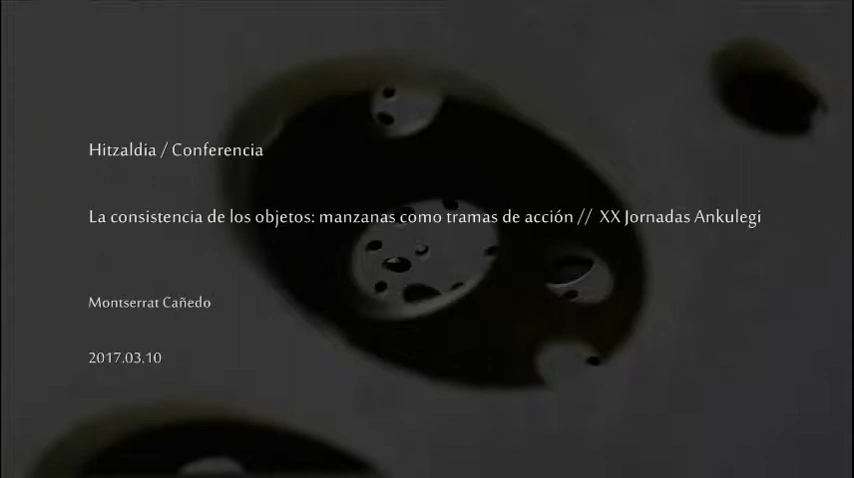 Hitzaldia / Conferencia
La consistencia de los objetos: manzanas como tramas de acción // XX Jornadas Ankulegi
Montserrat Cañedo
2017.03.10